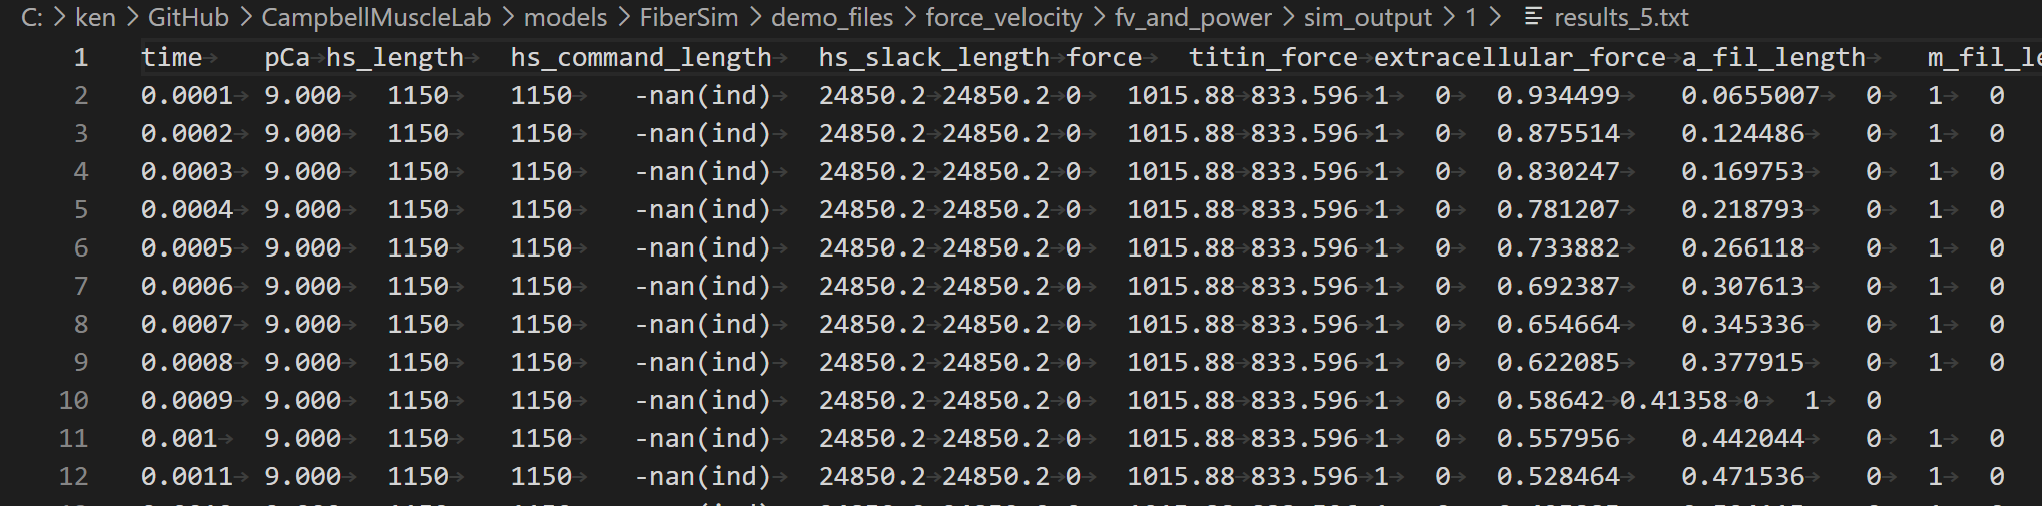 C: > ken > GitHub > CampbellMuscleLab > models > FiberSim > demo_files > force_velocity > fv_and_power > sim_output > 1 > results_5.txt
1 time pCa hs_length hs_command_length hs_slack_length force titin_force extracellular_force a_fil_length m_fil_le
2 0.0001 9.000 1150 1150 -nan(ind) 24850.2 24850.2 0 1015.88 833.596 1 0 0.934499 0.0655007 0 1 0
3 0.0002 9.000 1150 1150 -nan(ind) 24850.2 24850.2 0 1015.88 833.596 1 0 0.875514 0.124486 0 1 0
4 0.0003 9.000 1150 1150 -nan(ind) 24850.2 24850.2 0 1015.88 833.596 1 0 0.830247 0.169753 0 1 0
5 0.0004 9.000 1150 1150 -nan(ind) 24850.2 24850.2 0 1015.88 833.596 1 0 0.781207 0.218793 0 1 0
6 0.0005 9.000 1150 1150 -nan(ind) 24850.2 24850.2 0 1015.88 833.596 1 0 0.733882 0.266118 0 1 0
7 0.0006 9.000 1150 1150 -nan(ind) 24850.2 24850.2 0 1015.88 833.596 1 0 0.692387 0.307613 0 1 0
8 0.0007 9.000 1150 1150 -nan(ind) 24850.2 24850.2 0 1015.88 833.596 1 0 0.654664 0.345336 0 1 0
9 0.0008 9.000 1150 1150 -nan(ind) 24850.2 24850.2 0 1015.88 833.596 1 0 0.622085 0.377915 0 1 0
10 0.0009 9.000 1150 1150 -nan(ind) 24850.2 24850.2 0 1015.88 833.596 1 0 0.58642 0.41358 0 1 0
11 0.001 9.000 1150 1150 -nan(ind) 24850.2 24850.2 0 1015.88 833.596 1 0 0.557956 0.442044 0 1 0
12 0.0011 9.000 1150 1150 -nan(ind) 24850.2 24850.2 0 1015.88 833.596 1 0 0.528464 0.471536 0 1 0